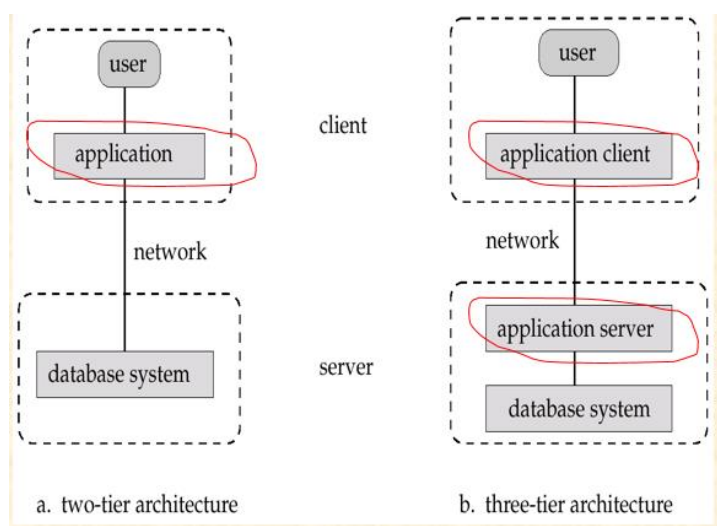 user
application
network
database system
client
server
user
application client
network
application server
database system
a. two-tier architecture
b. three-tier architecture